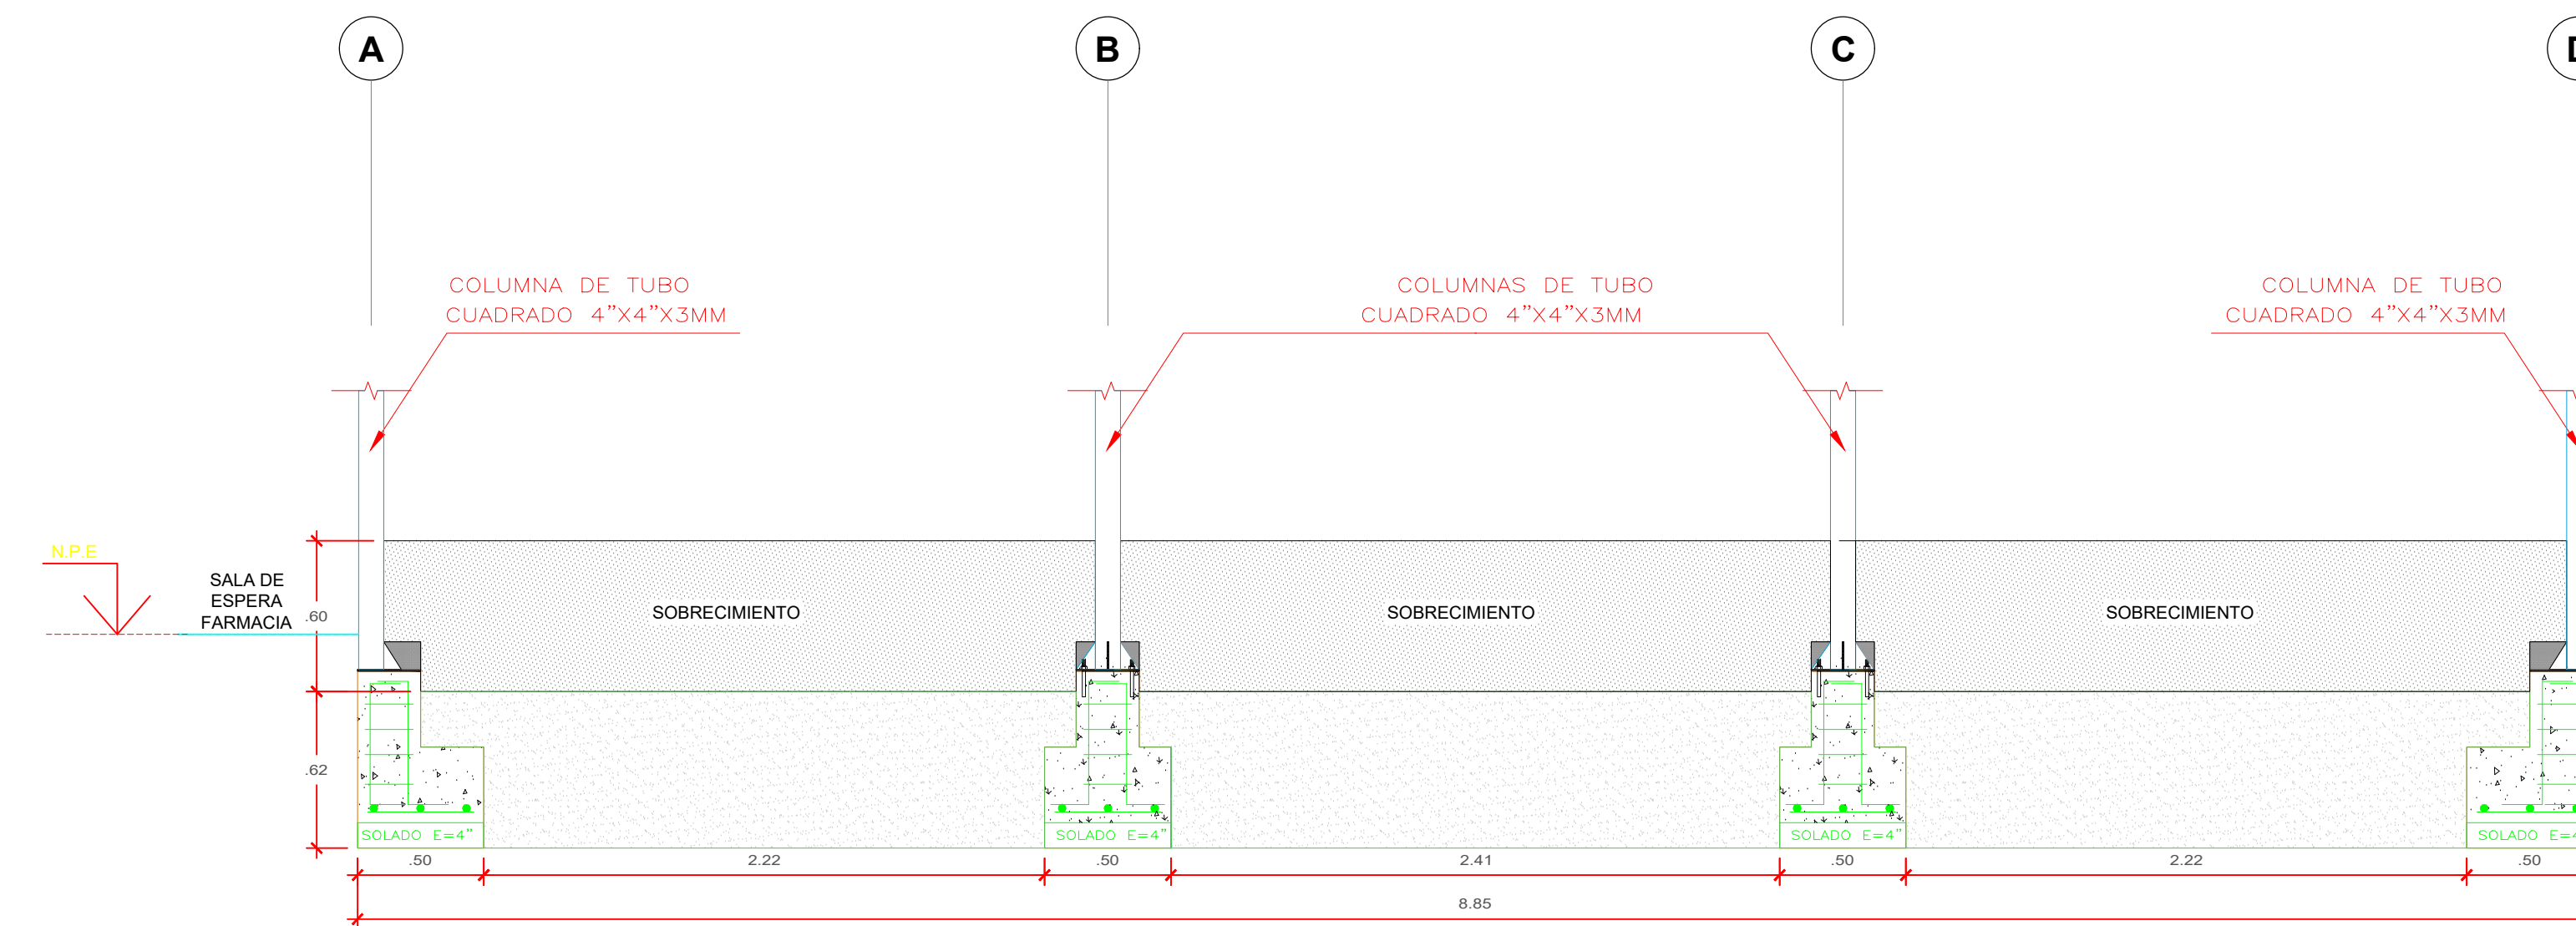 A
B
C
COLUMNA DE TUBO
CUADRADO 4"X4"X3MM
COLUMNAS DE TUBO
CUADRADO 4"X4"X3MM
COLUMNA DE TUBO
CUADRADO 4"X4"X3MM
N.P.E
SALA DE
ESPERA
FARMACIA
.60
SOBRECIMIENTO
SOBRECIMIENTO
SOBRECIMIENTO
.62
SOLADO E=4"
SOLADO E=4"
SOLADO E=4"
SOLADO E=4
.50
2.22
.50
2.41
.50
2.22
.50
8.85